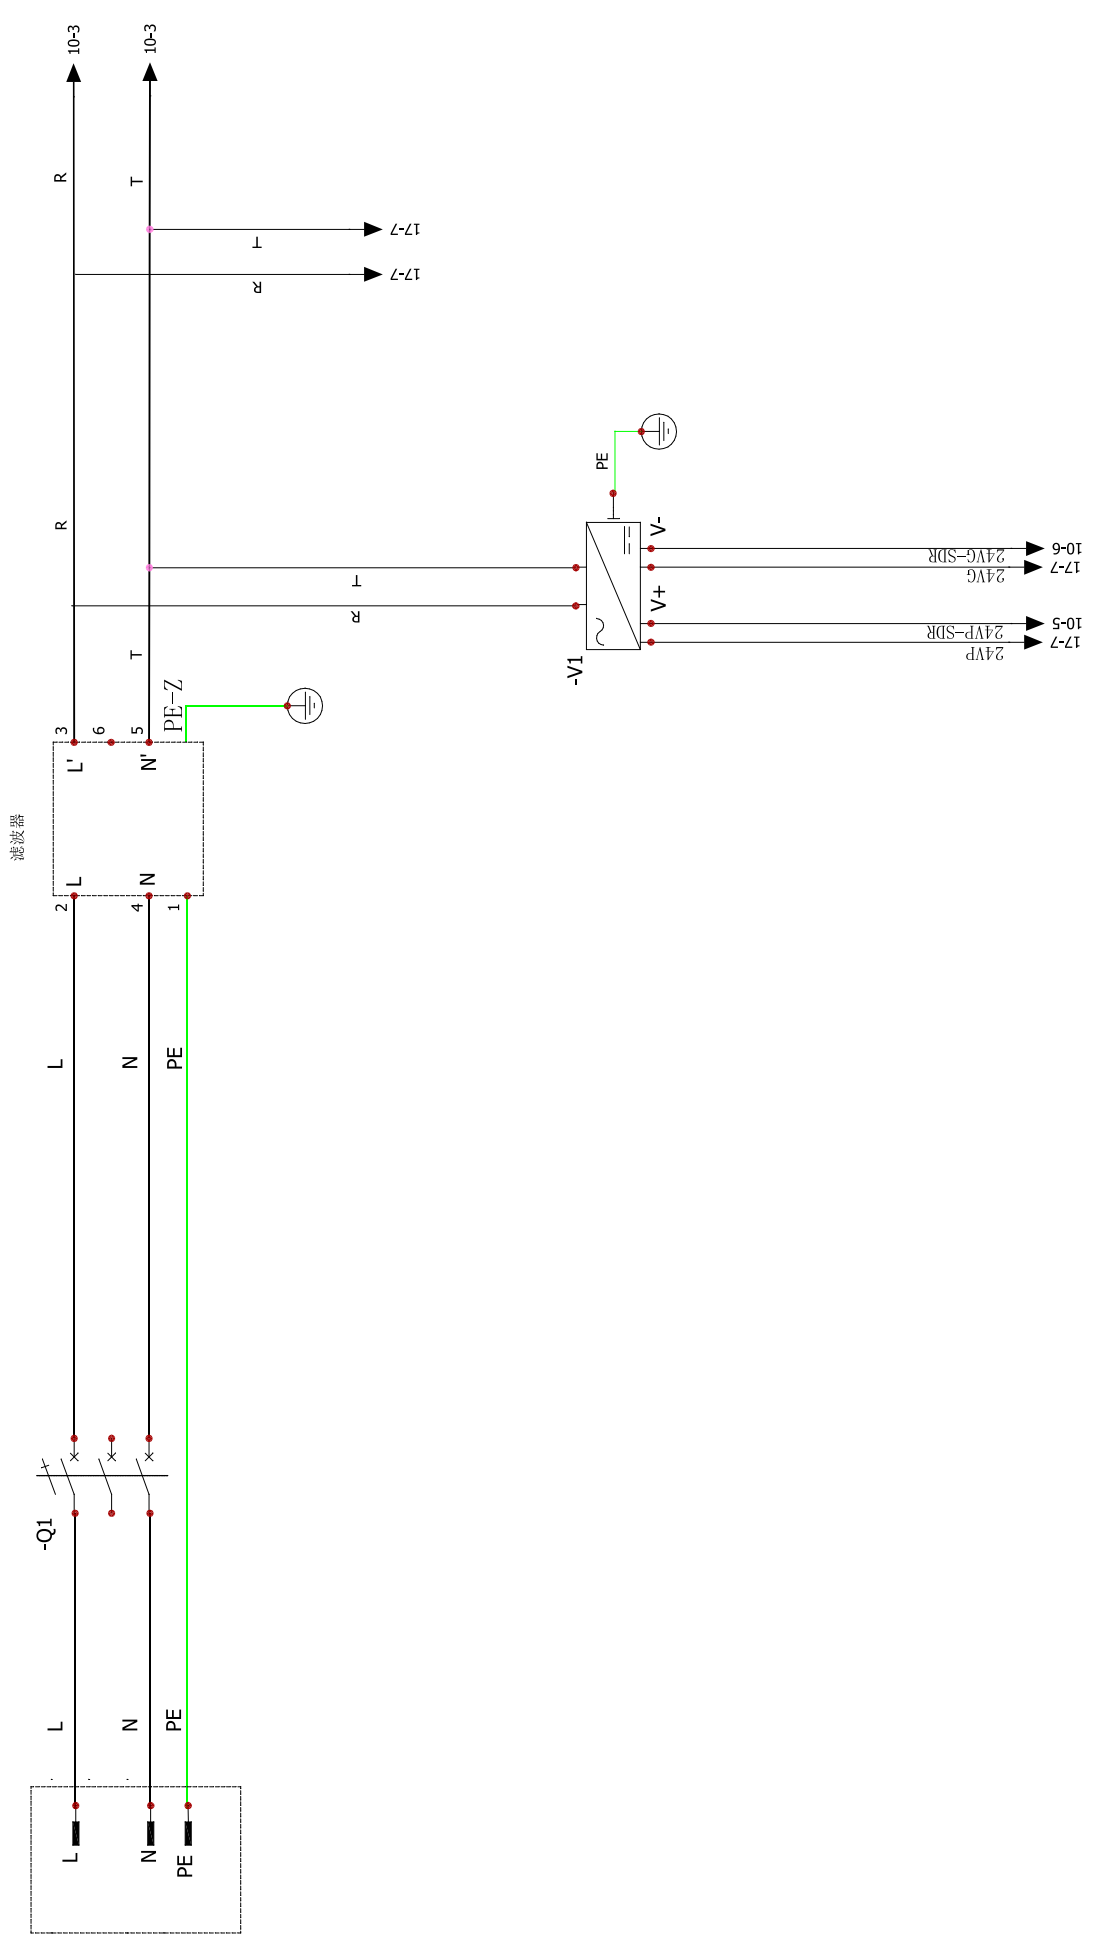 10-3
10-3
R
T
T
17-7
R
17-7
R
T
R
T
PE
-V1
V-
V+
24VG-SDR
10-6
24VG
17-7
24VP-SDR
10-5
24VP
17-7
PE-Z
3
6
5
L'
N'
滤波器
L
N
2
4
1
L
N
PE
-Q1
L
N
PE
L
N
PE